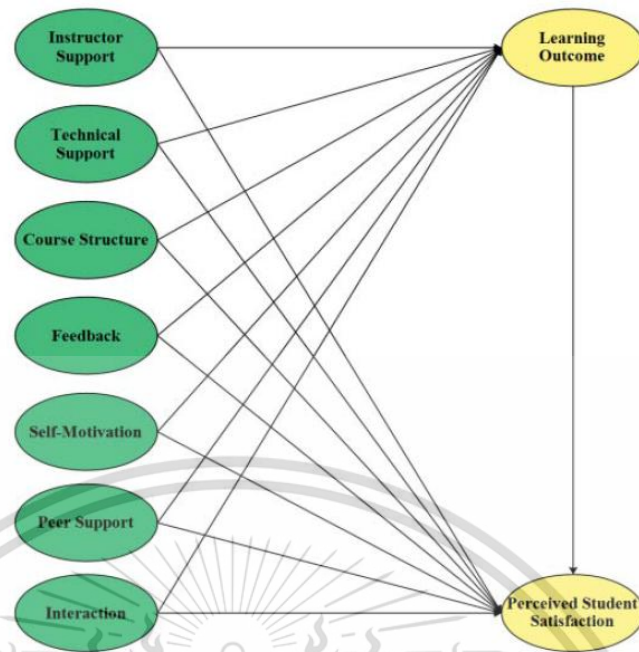 Instructor
Support
Learning
Outcome
Technical
Support
Course Structure
Feedback
Self-Motivation
Peer Support
Interaction
Perceived Student
Satisfaction